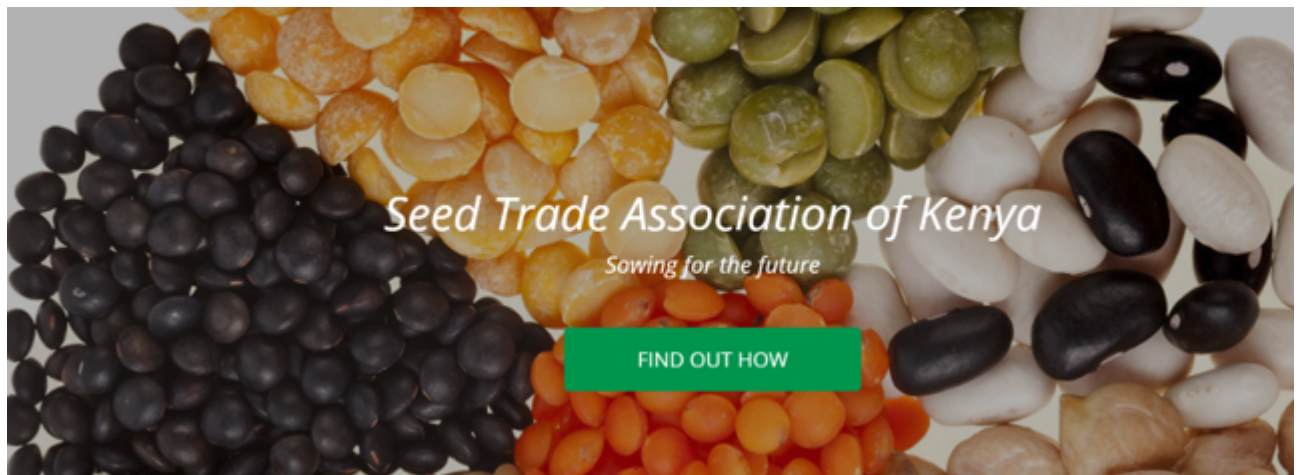 Seed Trade Association of Kenya
Sowing for the future
FIND OUT HOW